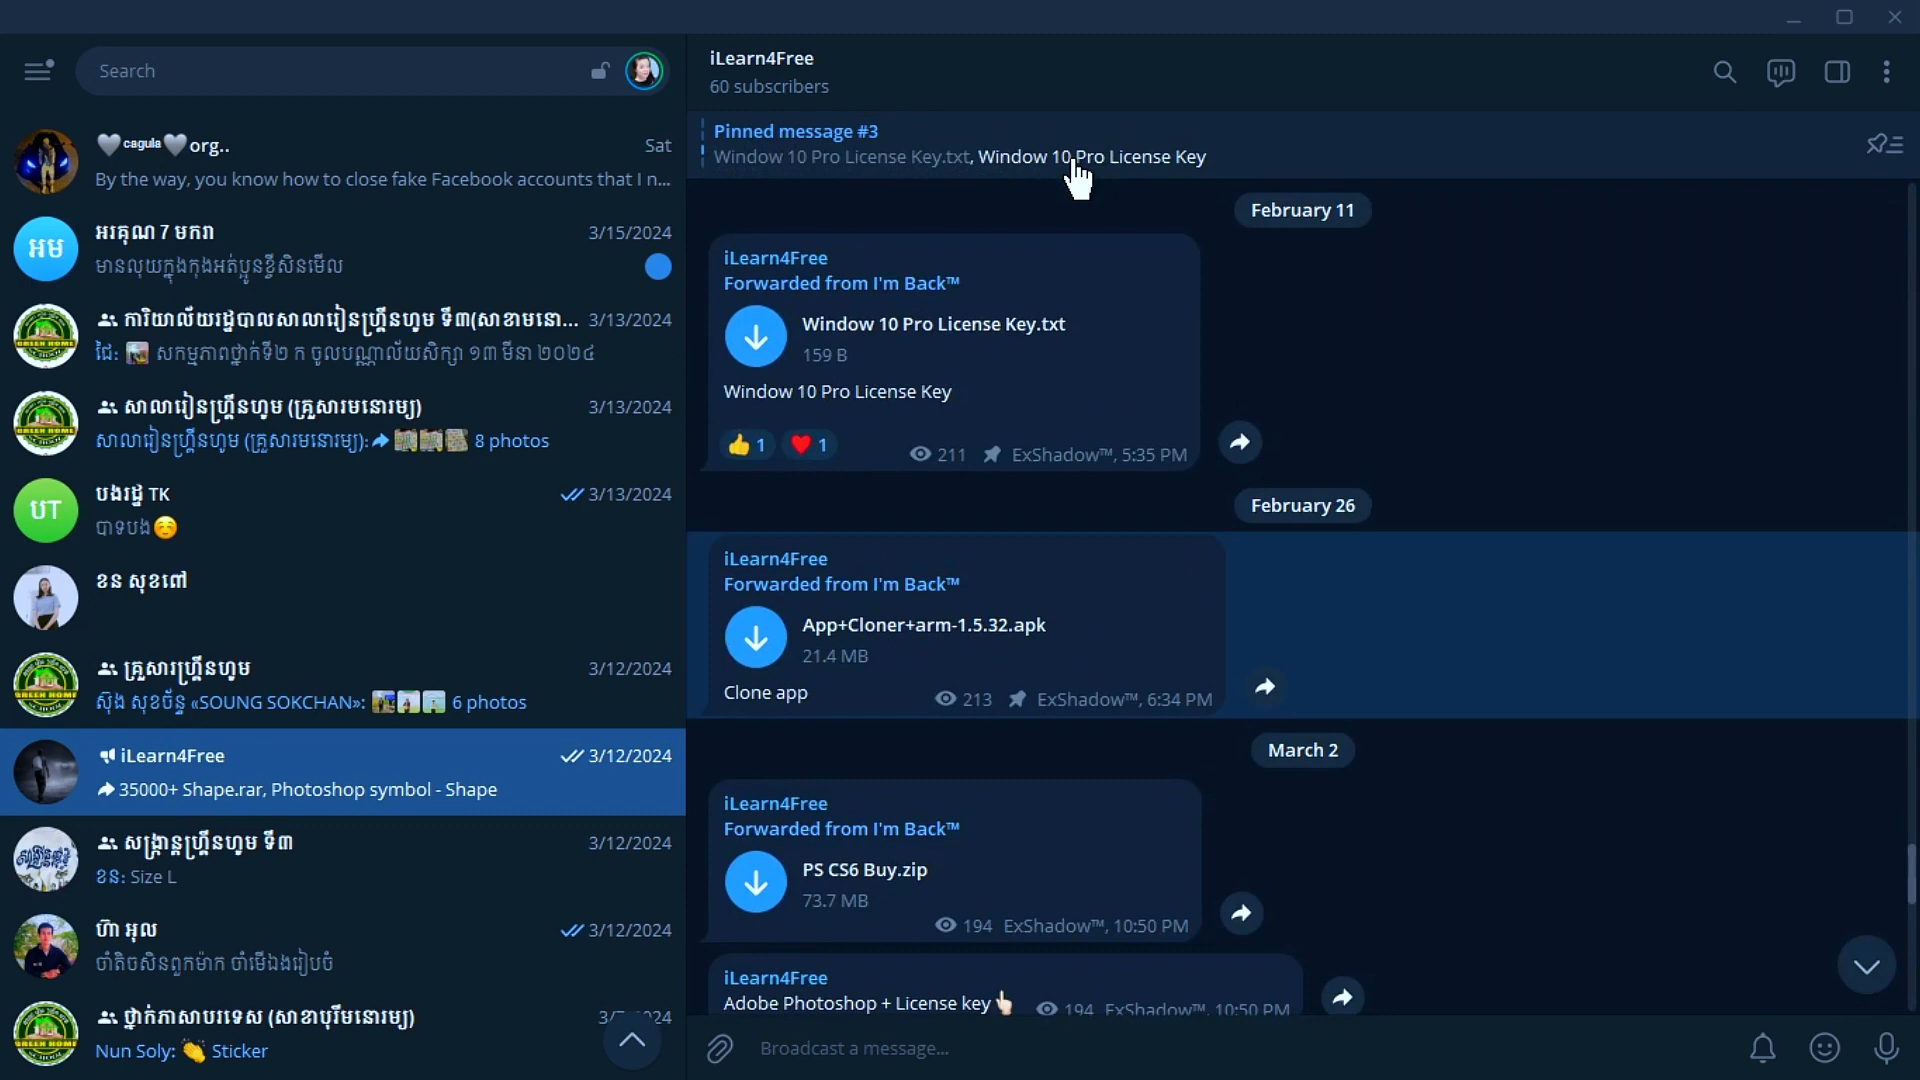 Search
🩶cagula🩶org..
Sat
By the way, you know how to close fake Facebook accounts that I n...
អម
អរគុណ 7 មករា
3/15/2024
មានលុយក្នុងកុងអត់ប្អូនខ្ចីសិនមើល
ការិយាល័យរដ្ឋបាលសាលារៀនហ្គ្រីនហូម ទី៣(សាខាមនោ...
3/13/2024
ដៃ: សកម្មភាពថ្នាក់ទី២ ក ចូលបណ្ណាល័យសិក្សា ១៣ មីនា ២០២៤
សាលារៀនហ្គ្រីនហូម (គ្រួសារមនោរម្យ)
3/13/2024
សាលារៀនហ្គ្រីនហូម (គ្រួសារមនោរម្យ): 8 photos
បT
បងរដ្ឋ TK
3/13/2024
បាទបង☺️
ខន សុខពៅ
គ្រួសារហ្គ្រីនហូម
3/12/2024
ស៊ុង សុខច័ន្ទ «SOUNG SOKCHAN»: 6 photos
iLearn4Free
3/12/2024
35000+ Shape.rar, Photoshop symbol - Shape
សង្ក្រាន្តហ្គ្រីនហូម ទី៣
3/12/2024
ខន: Size L
ហ៊ា អុល
3/12/2024
ចាំតិចសិនពួកម៉ាក ចាំមើឯងរៀបចំ
ថ្នាក់ភាសាបរទេស (សាខាបុរីមនោរម្យ)
Nun Soly: 👏 Sticker
iLearn4Free
60 subscribers
Pinned message #3
Window 10 Pro License Key.txt, Window 10 Pro License Key
February 11
iLearn4Free
Forwarded from I'm Back™
Window 10 Pro License Key.txt
159 B
Window 10 Pro License Key
👍 1 ❤️ 1
211 ExShadow™, 5:35 PM
February 26
iLearn4Free
Forwarded from I'm Back™
App+Cloner+arm-1.5.32.apk
21.4 MB
Clone app
213 ExShadow™, 6:34 PM
March 2
iLearn4Free
Forwarded from I'm Back™
PS CS6 Buy.zip
73.7 MB
194 ExShadow™, 10:50 PM
iLearn4Free
Adobe Photoshop + License key👆🏻
194 ExShadow™, 10:50 PM
Broadcast a message...